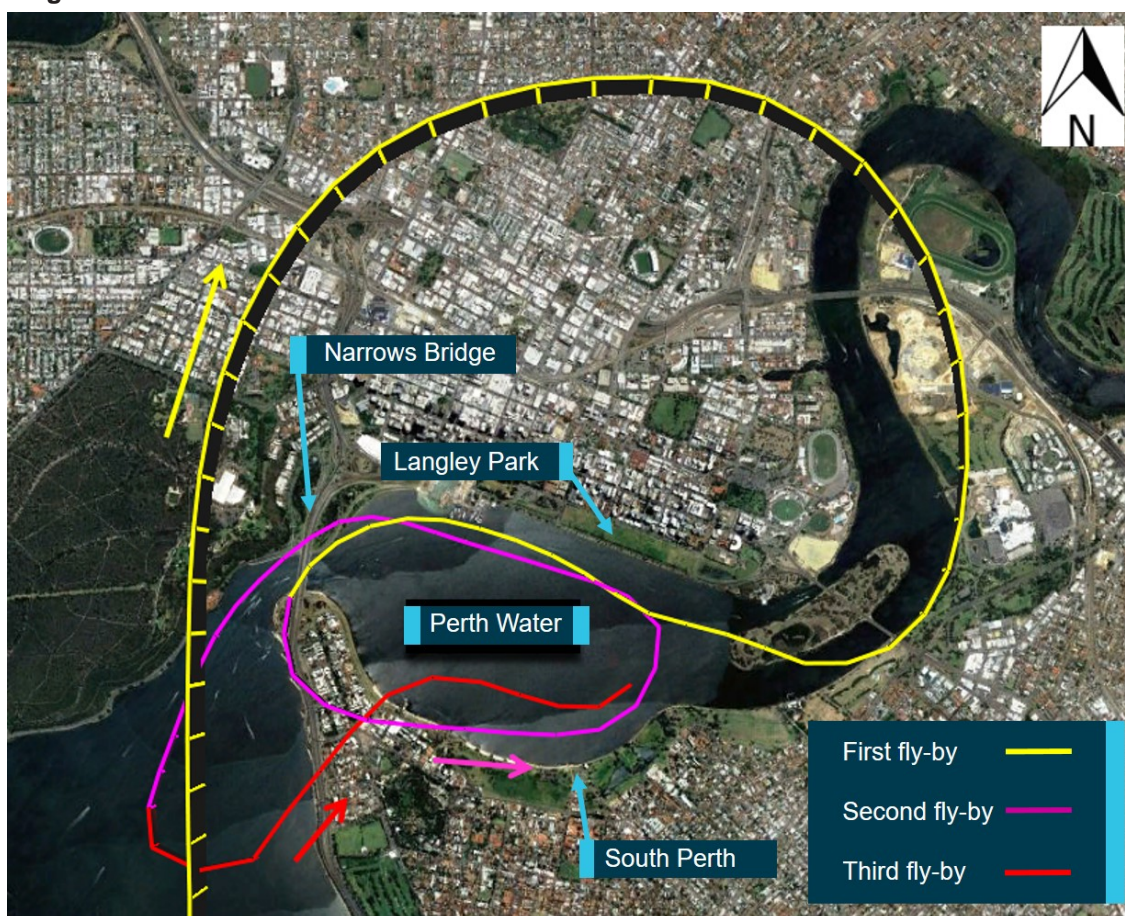 N
Narrows Bridge
Langley Park
Perth Water
First fly-by
Second fly-by
South Perth
Third fly-by